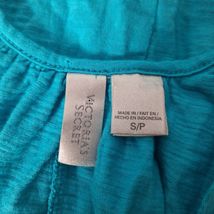 VICTORIA'S
SECRET
MADE IN / FAIT EN /
HECHO EN INDONESIA
S/P